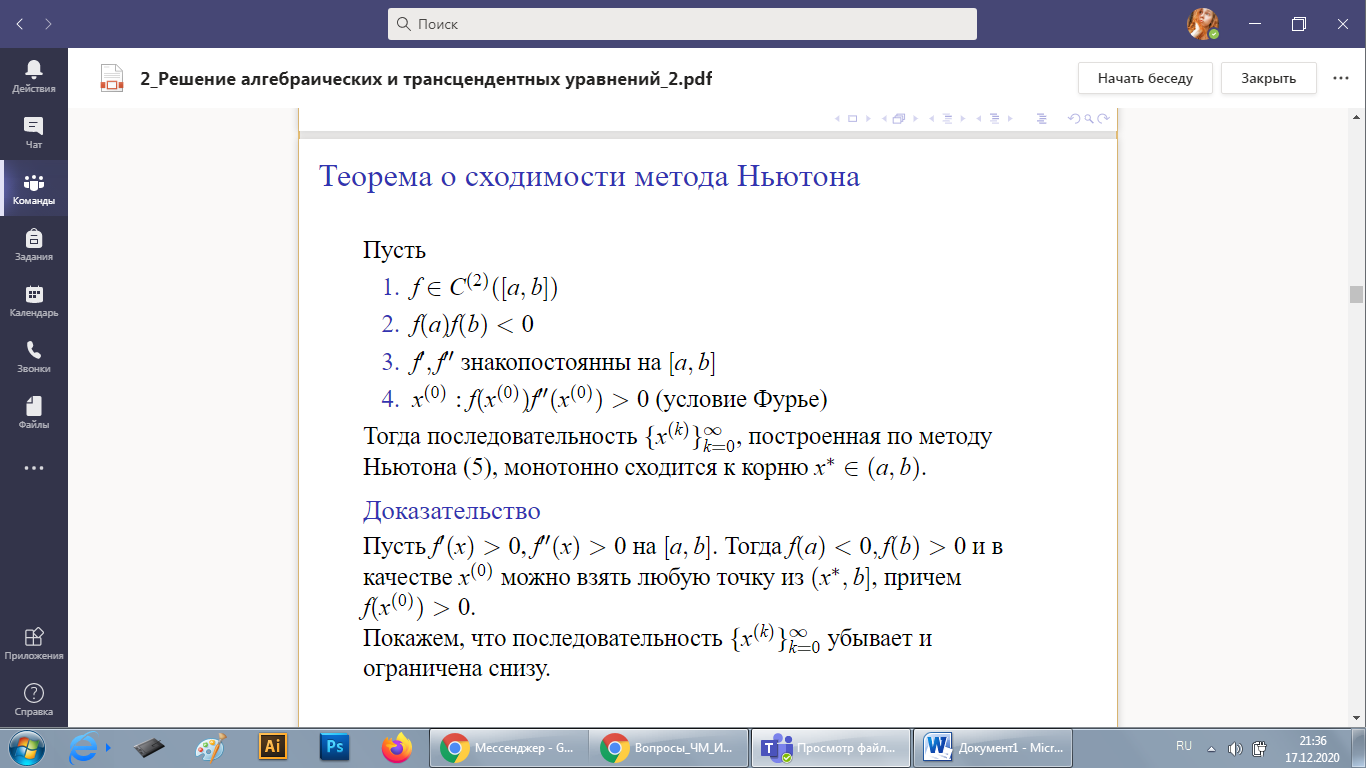 Поиск
Действия
Чат
Команды
Задания
Календарь
Звонки
Файлы
Приложения
Справка
2_Решение алгебраических и трансцендентных уравнений_2.pdf
Начать беседу
Закрыть
Теорема о сходимости метода Ньютона
Пусть
1. f ∈ C⁽²⁾([a, b])
2. f(a)f(b) < 0
3. f′, f″ знакопостоянны на [a, b]
4. x⁽⁰⁾ : f(x⁽⁰⁾)f″(x⁽⁰⁾) > 0 (условие Фурье)
Тогда последовательность {x⁽ᵏ⁾}∞ₖ₌₀, построенная по методу
Ньютона (5), монотонно сходится к корню x* ∈ (a, b).
Доказательство
Пусть f′(x) > 0, f″(x) > 0 на [a, b]. Тогда f(a) < 0, f(b) > 0 и в
качестве x⁽⁰⁾ можно взять любую точку из (x*, b], причем
f(x⁽⁰⁾) > 0.
Покажем, что последовательность {x⁽ᵏ⁾}∞ₖ₌₀ убывает и
ограничена снизу.
Ai
Ps
Мессенджер - G...
Вопросы_ЧМ_И...
Просмотр файл...
Документ1 - Micr...
RU
21:36
17.12.2020